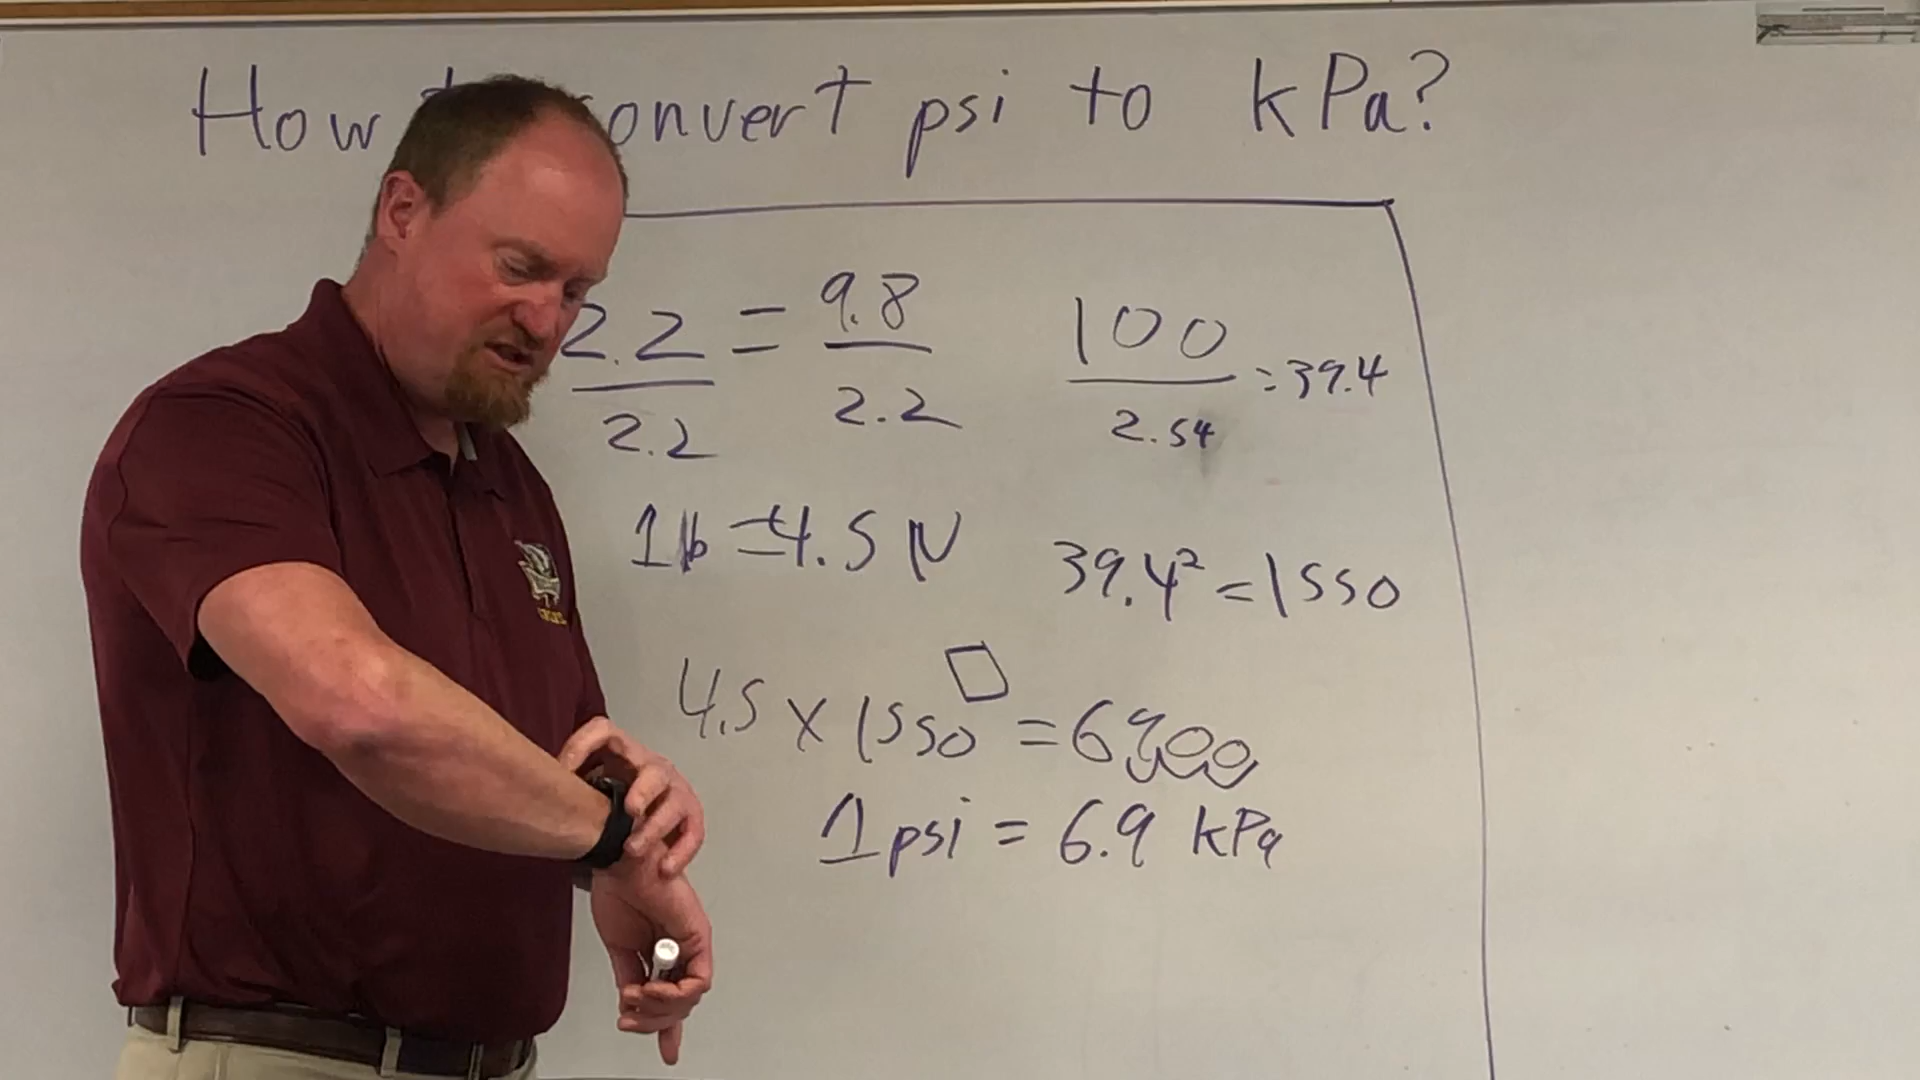 How convert psi to kPa?
2.2 = 9.8
2.2 2.2
100
2.54 = 39.4
1 lb = 4.5 N
39.4² = 1550
4.5 x 1550 = 6900
1 psi = 6.9 kPa